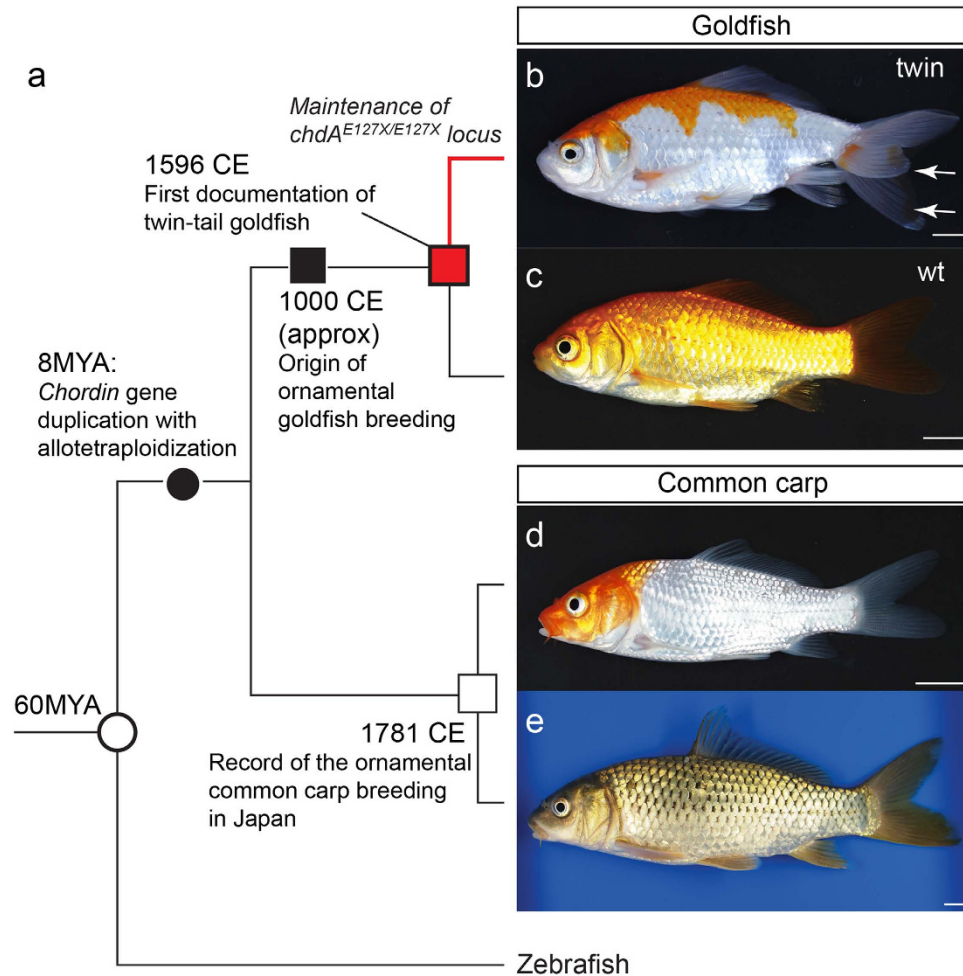 Goldfish
a
b
twin
Maintenance of
chdA^E127X/E127X locus
1596 CE
First documentation of
twin-tail goldfish
c
wt
1000 CE
(approx)
Origin of
ornamental
goldfish breeding
8MYA:
Chordin gene
duplication with
allotetraploidization
Common carp
d
60MYA
e
1781 CE
Record of the ornamental
common carp breeding
in Japan
Zebrafish